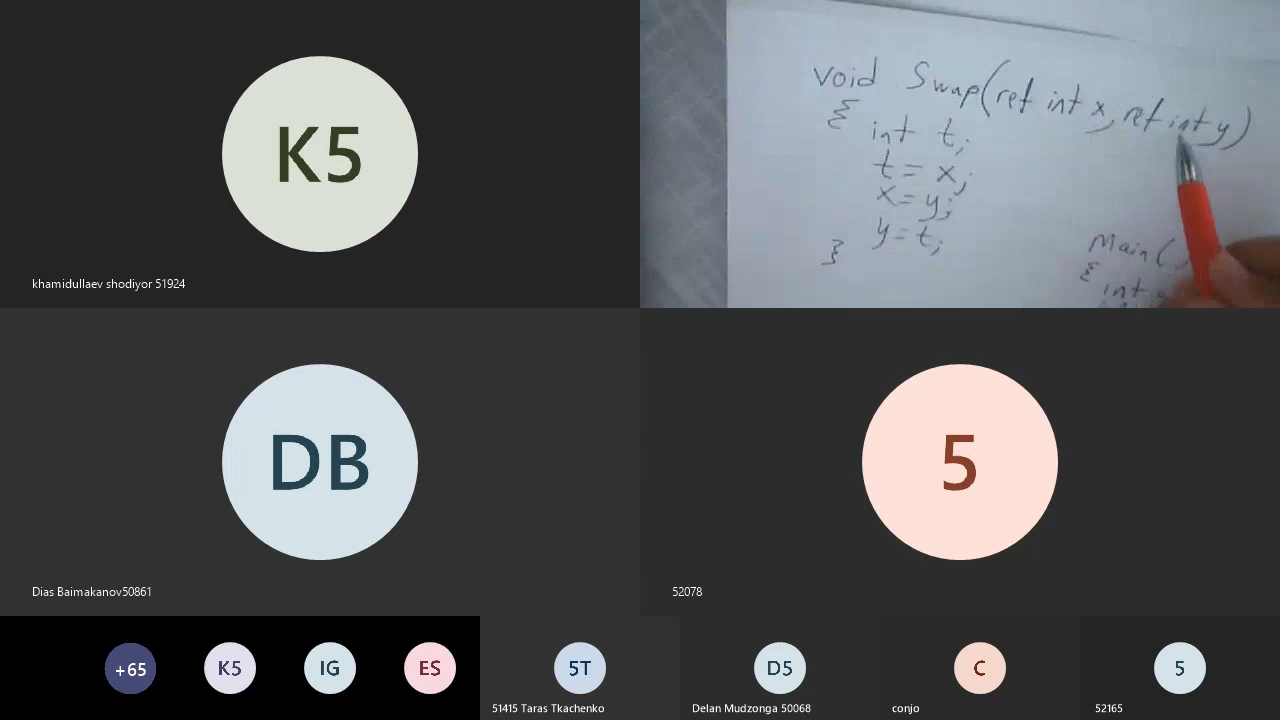 K5
khamidullaev shodiyor 51924
void Swap(ref int x, ref int y)
{
int t;
t = x;
x = y;
y = t;
}
Main(
{
int
DB
Dias Baimakanov50861
5
52078
+65
K5
IG
ES
5T
51415 Taras Tkachenko
D5
Delan Mudzonga 50068
C
conjo
5
52165